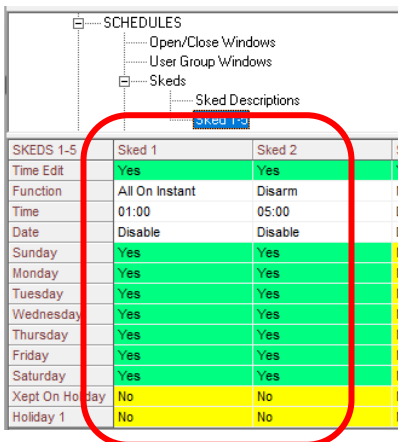 SCHEDULES
Open/Close Windows
User Group Windows
Skeds
Sked Descriptions
Sked 1-5
SKEDS 1-5 Sked 1 Sked 2
Time Edit Yes Yes
Function All On Instant Disarm
Time 01:00 05:00
Date Disable Disable
Sunday Yes Yes
Monday Yes Yes
Tuesday Yes Yes
Wednesday Yes Yes
Thursday Yes Yes
Friday Yes Yes
Saturday Yes Yes
Xept On Holiday No No
Holiday 1 No No